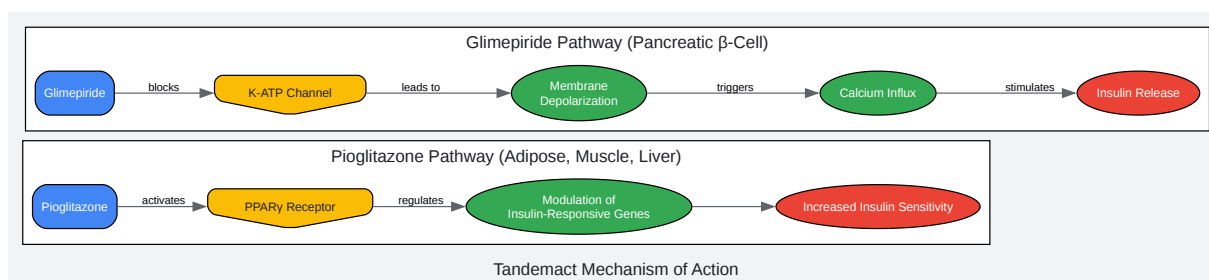 Glimepiride Pathway (Pancreatic β-Cell)
Glimepiride
blocks
K-ATP Channel
leads to
Membrane
Depolarization
triggers
Calcium Influx
stimulates
Insulin Release
Pioglitazone Pathway (Adipose, Muscle, Liver)
Pioglitazone
activates
PPARγ Receptor
regulates
Modulation of
Insulin-Responsive Genes
Increased Insulin Sensitivity
Tandemact Mechanism of Action